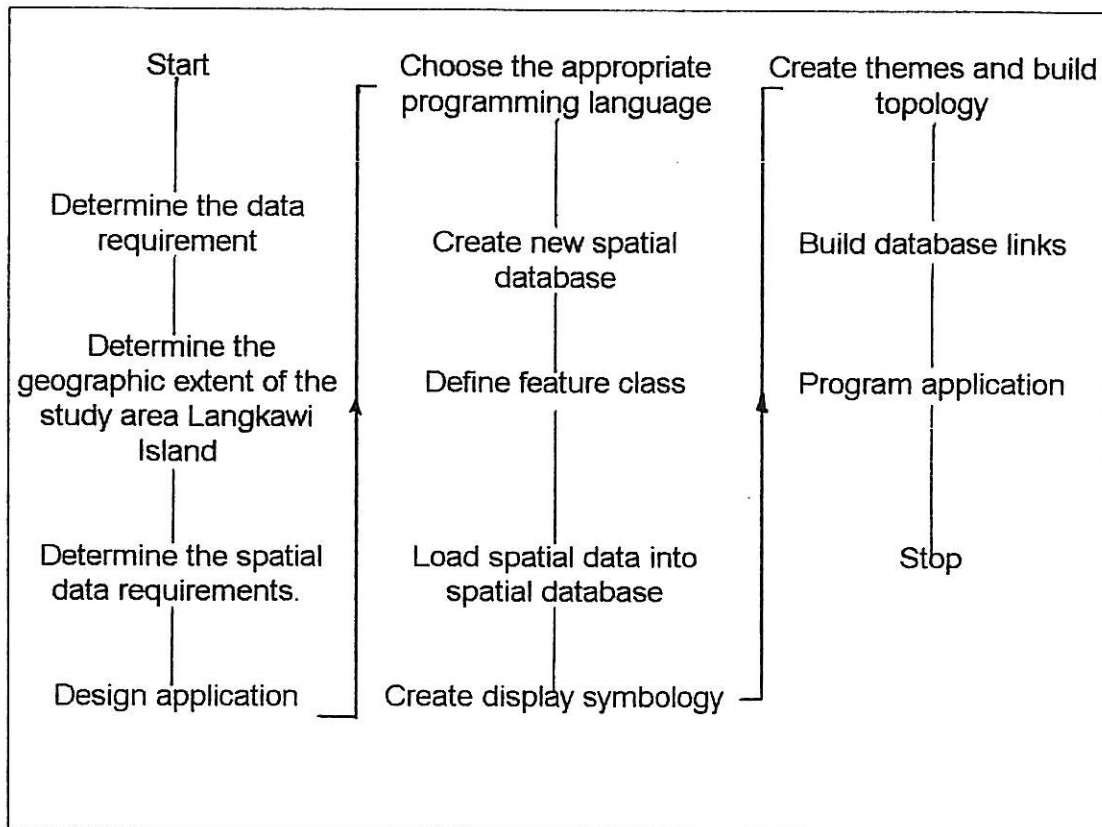 Start
Determine the data
requirement
Determine the
geographic extent of the
study area Langkawi
Island
Determine the spatial
data requirements.
Design application
Choose the appropriate
programming language
Create new spatial
database
Define feature class
Load spatial data into
spatial database
Create display symbology
Create themes and build
topology
Build database links
Program application
Stop